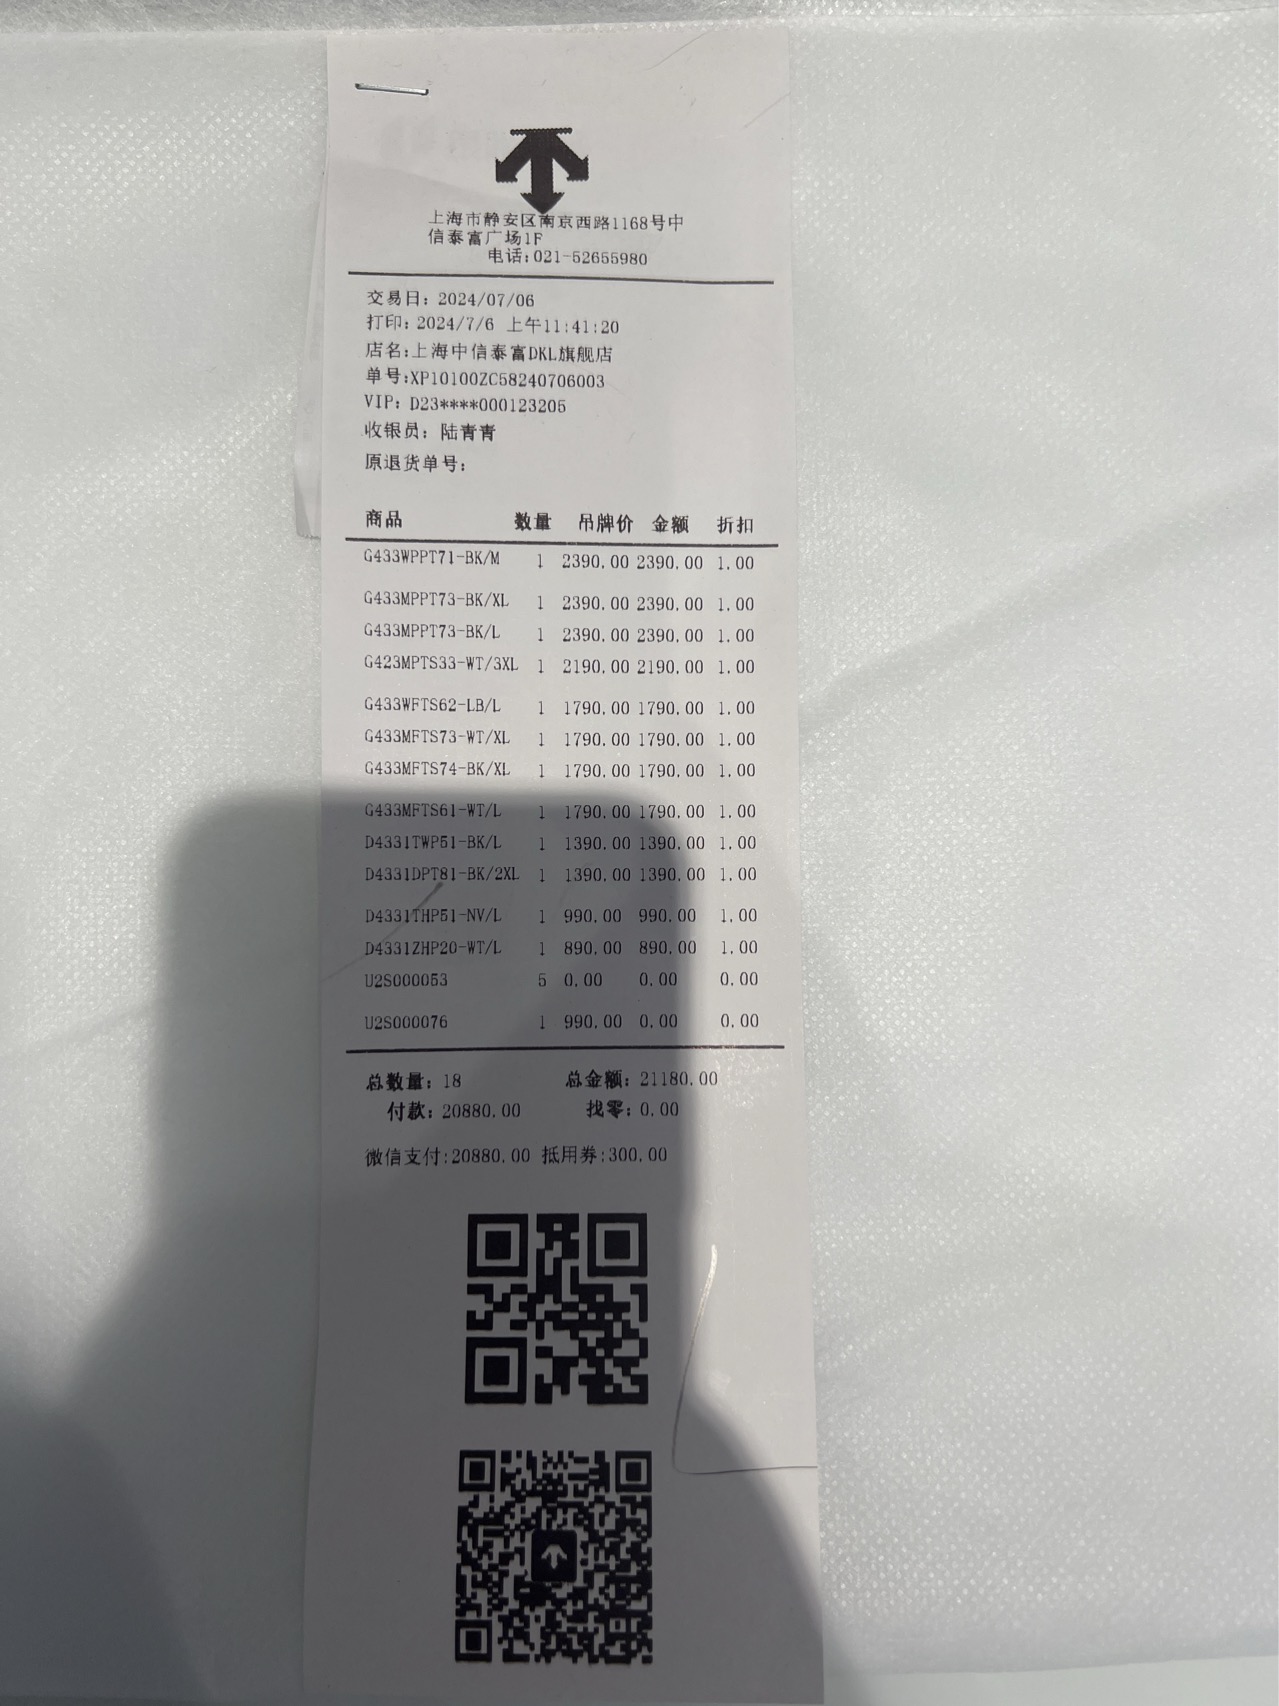 上海市静安区南京西路1168号中
信泰富广场1F
电话:021-52655980
交易日: 2024/07/06
打印: 2024/7/6 上午11:41:20
店名:上海中信泰富DKL旗舰店
单号:XP10100ZC58240706003
VIP: D23****000123205
收银员: 陆青青
原退货单号:
商品 数量 吊牌价 金额 折扣
G433WPPT71-BK/M 1 2390.00 2390.00 1.00
G433MPPT73-BK/XL 1 2390.00 2390.00 1.00
G433MPPT73-BK/L 1 2390.00 2390.00 1.00
G423MPTS33-WT/3XL 1 2190.00 2190.00 1.00
G433WFTS62-LB/L 1 1790.00 1790.00 1.00
G433MFTS73-WT/XL 1 1790.00 1790.00 1.00
G433MFTS74-BK/XL 1 1790.00 1790.00 1.00
G433MFTS61-WT/L 1 1790.00 1790.00 1.00
D4331TWP51-BK/L 1 1390.00 1390.00 1.00
D4331DPT81-BK/2XL 1 1390.00 1390.00 1.00
D4331THP51-NV/L 1 990.00 990.00 1.00
D4331ZHP20-WT/L 1 890.00 890.00 1.00
U2S000053 5 0.00 0.00 0.00
U2S000076 1 990.00 0.00 0.00
总数量: 18 总金额: 21180.00
付款: 20880.00 找零: 0.00
微信支付:20880.00 抵用券:300.00